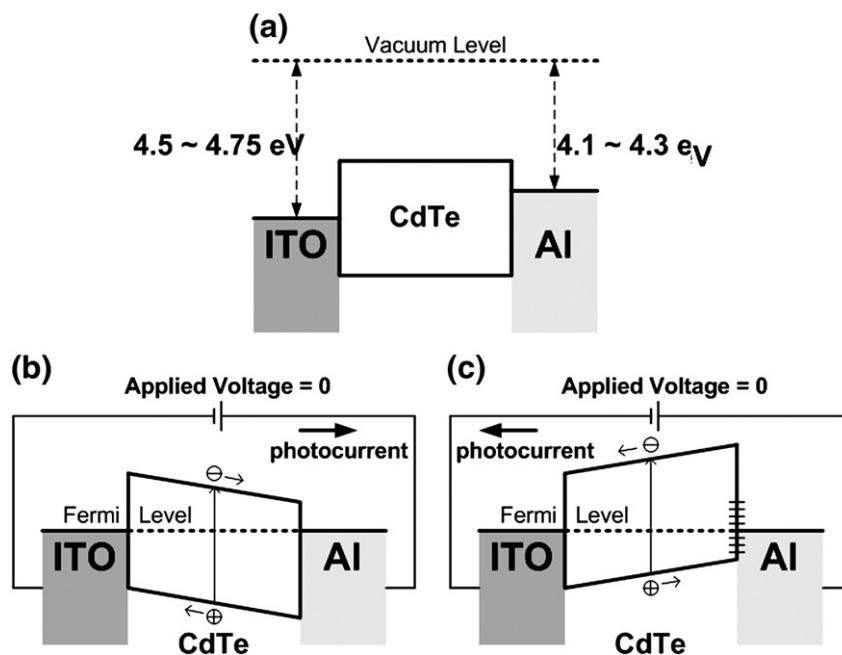 (a)
Vacuum Level
4.5 ~ 4.75 eV
4.1 ~ 4.3 eV
CdTe
ITO
Al
(b)
Applied Voltage = 0
photocurrent
Fermi Level
ITO
Al
CdTe
(c)
Applied Voltage = 0
photocurrent
Fermi Level
ITO
Al
CdTe